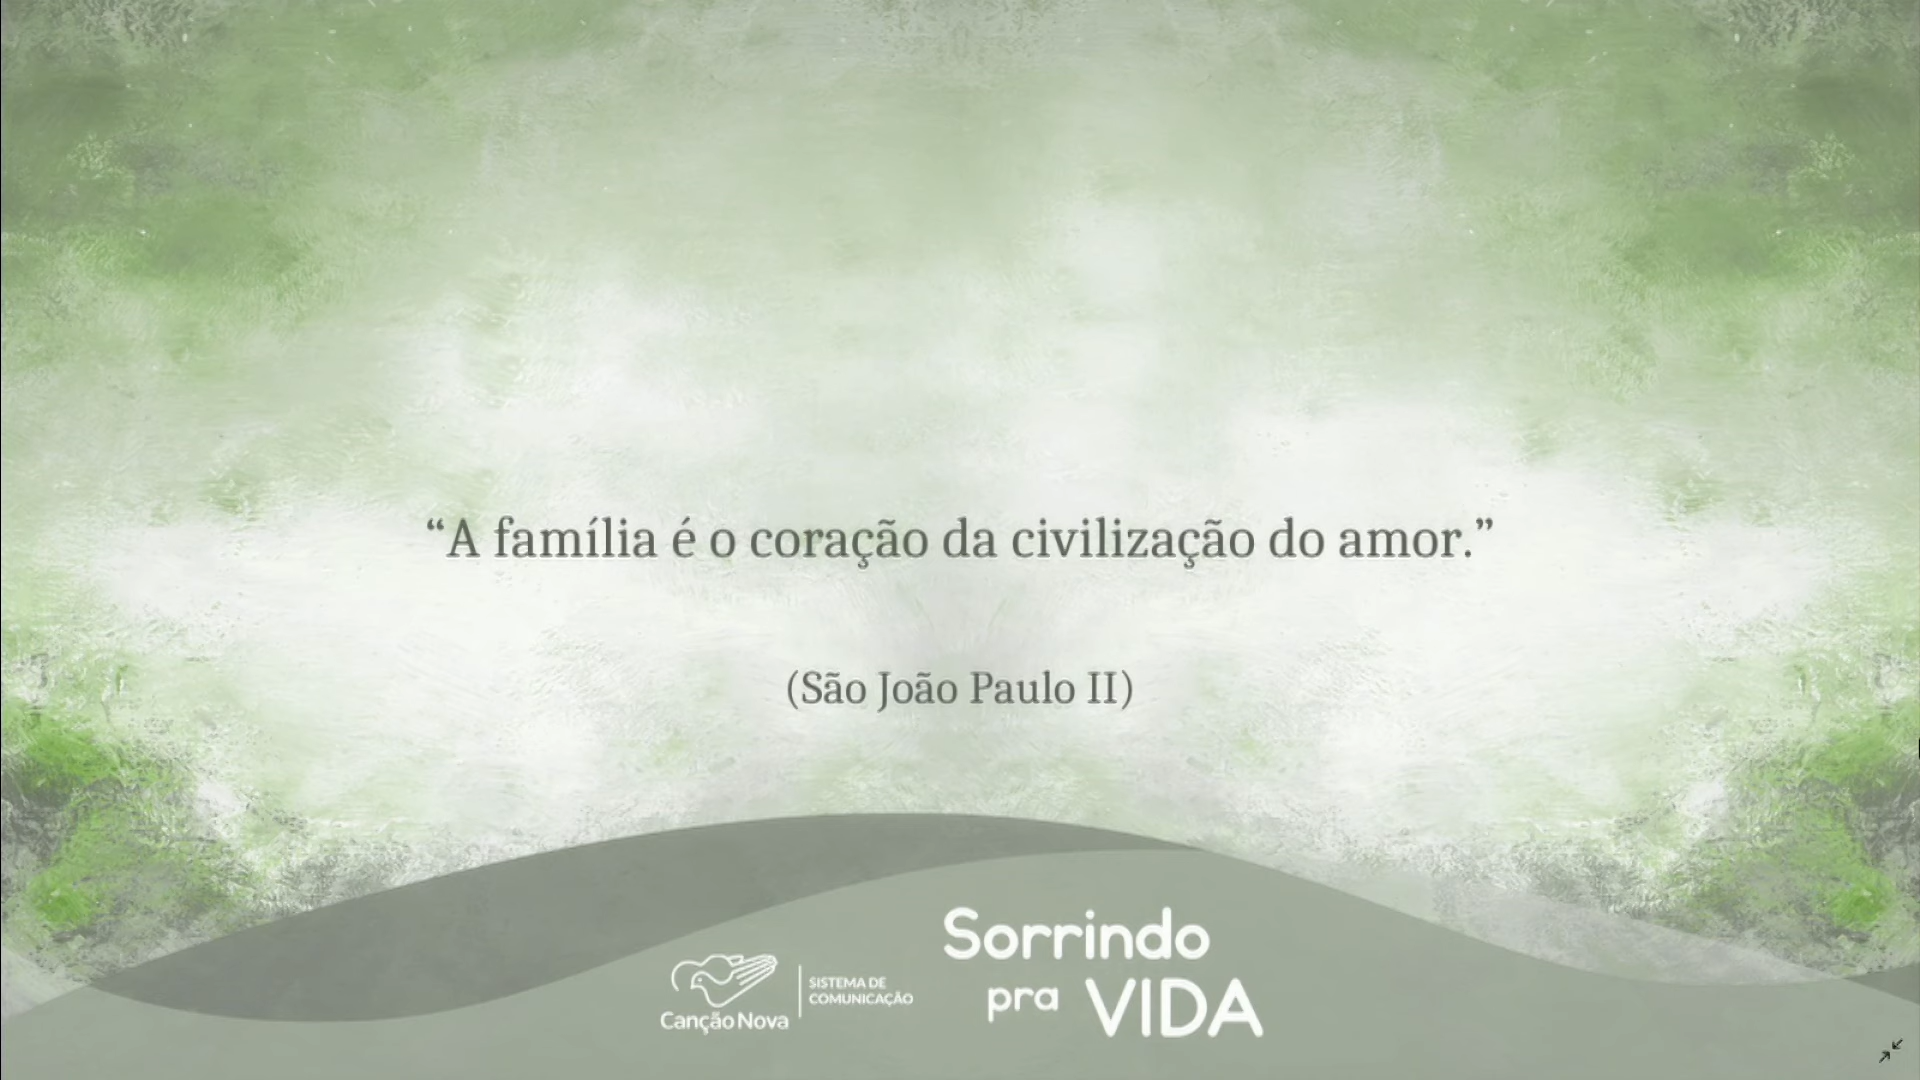 “A família é o coração da civilização do amor.”
(São João Paulo II)
Sorrindo
pra VIDA
Canção Nova
SISTEMA DE
COMUNICAÇÃO